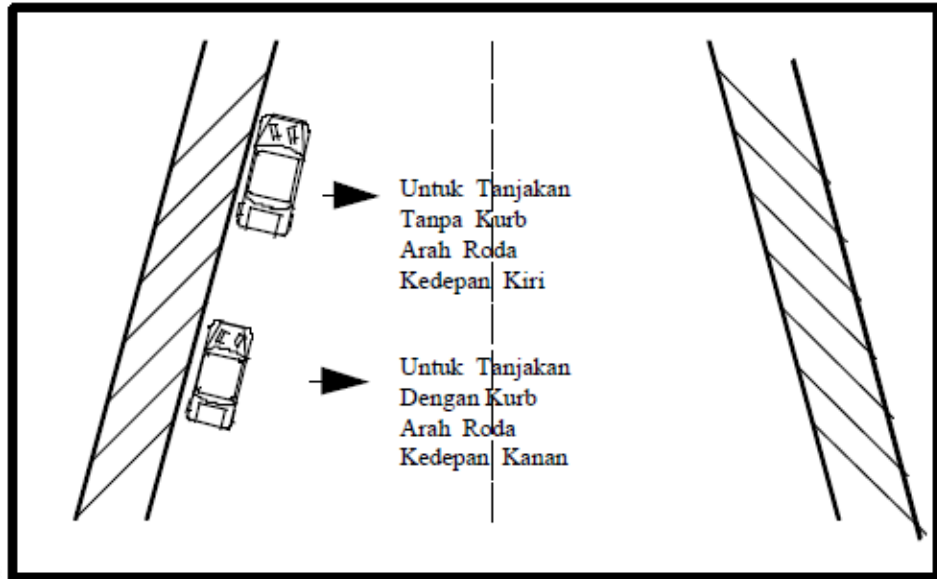 Untuk Tanjakan
Tanpa Kurb
Arah Roda
Kedepan Kiri
Untuk Tanjakan
Dengan Kurb
Arah Roda
Kedepan Kanan